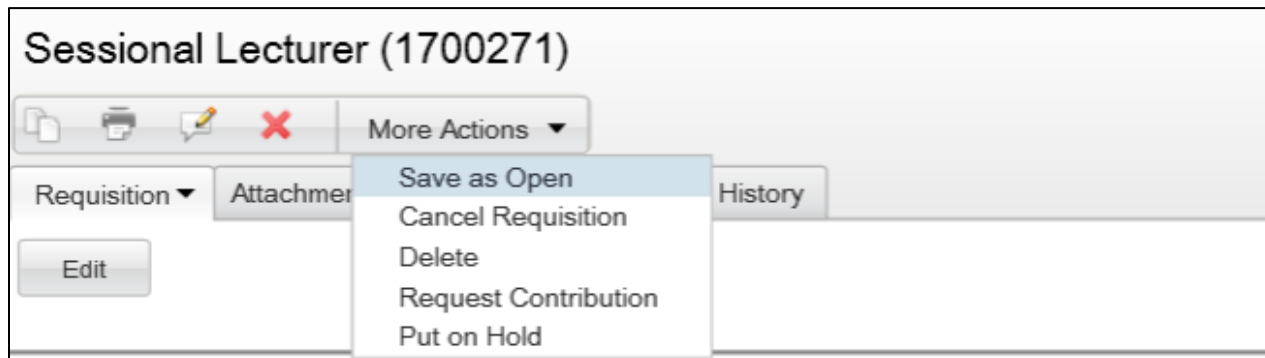 Sessional Lecturer (1700271)
More Actions
Requisition
History
Save as Open
Cancel Requisition
Delete
Request Contribution
Put on Hold
Edit